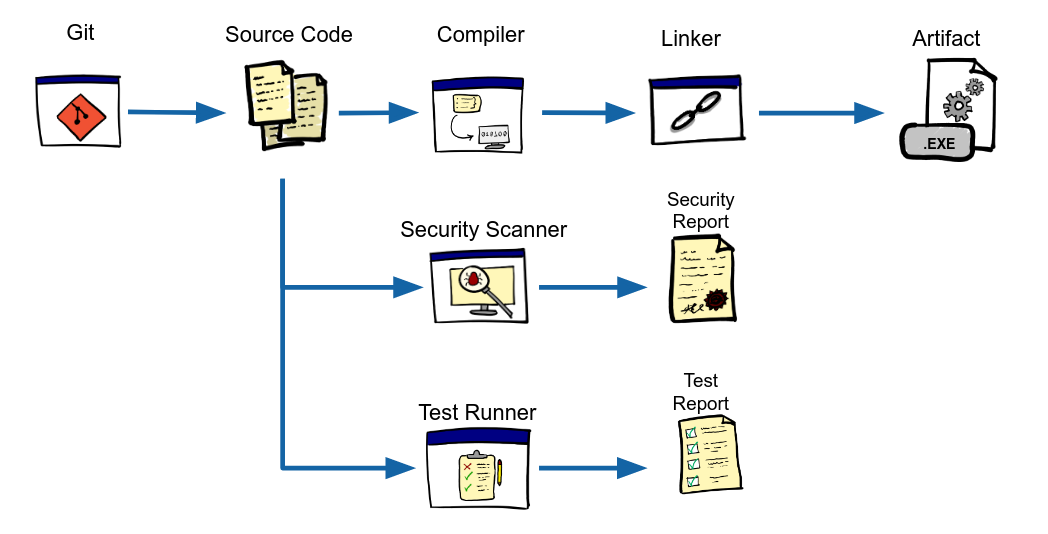 Git
Source Code
Compiler
Linker
Artifact
.EXE
Security Scanner
Security
Report
Test Runner
Test
Report